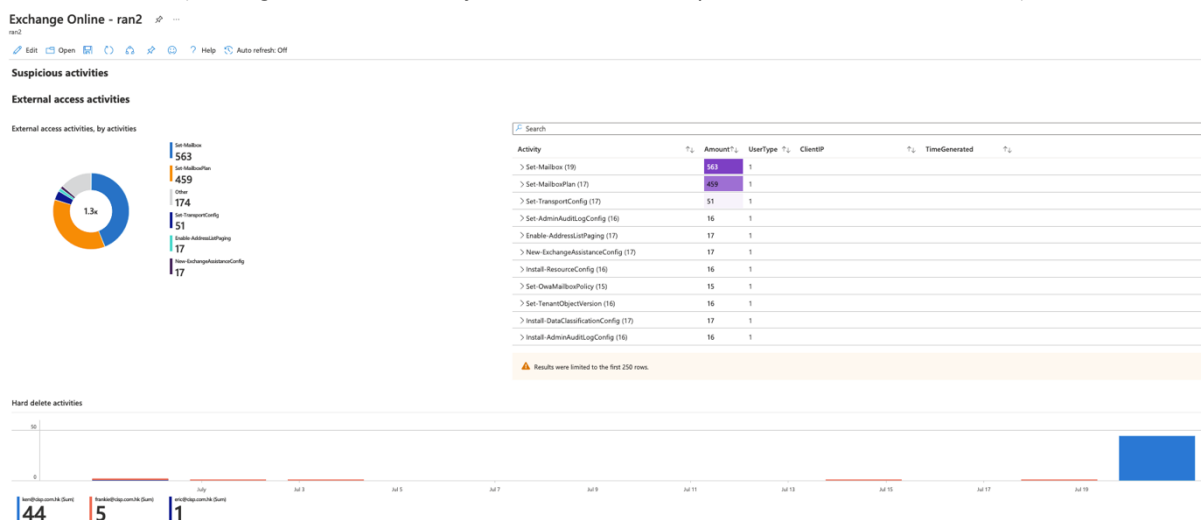 Exchange Online - ran2
ran2
Edit Open Help Auto refresh: Off
Suspicious activities
External access activities
External access activities, by activities
Set-Mailbox
563
Set-MailboxPlan
459
Other
174
Set-TransportConfig
51
Enable-AddressListPaging
17
New-ExchangeAssistanceConfig
17
1.3K
Search
Activity Amount UserType ClientIP TimeGenerated
Set-Mailbox (19) 563 1
Set-MailboxPlan (17) 459 1
Set-TransportConfig (17) 51 1
Set-AdminAuditLogConfig (16) 16 1
Enable-AddressListPaging (17) 17 1
New-ExchangeAssistanceConfig (17) 17 1
Install-ResourceConfig (16) 16 1
Set-OwaMailboxPolicy (15) 15 1
Set-TenantObjectVersion (16) 16 1
Install-DataClassificationConfig (17) 17 1
Install-AdminAuditLogConfig (16) 16 1
Results were limited to the first 250 rows.
Hard delete activities
50
0
July Jul 3 Jul 5 Jul 7 Jul 9 Jul 11 Jul 13 Jul 15 Jul 17 Jul 19
(Sum) (Sum) (Sum)
44 5 1